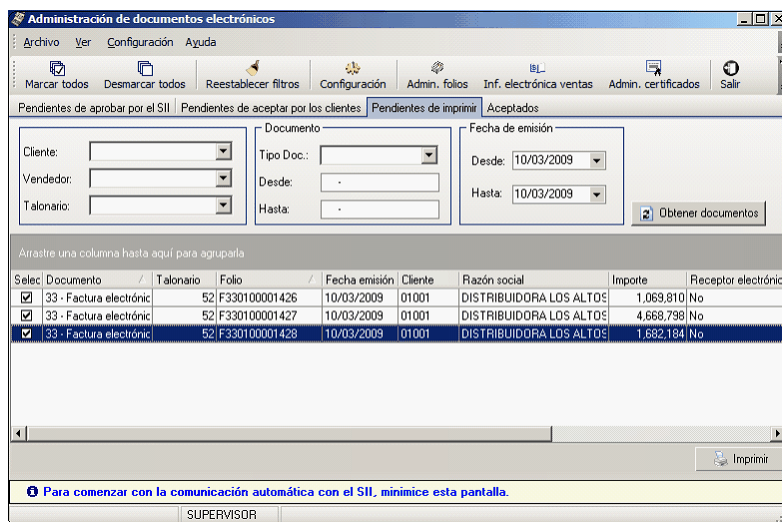 Administración de documentos electrónicos
Archivo Ver Configuración Ayuda
Marcar todos Desmarcar todos Reestablecer filtros Configuración Admin. folios Inf. electrónica ventas Admin. certificados Salir
Pendientes de aprobar por el SII Pendientes de aceptar por los clientes Pendientes de imprimir Aceptados
Documento Fecha de emisión
Cliente: Tipo Doc.: Desde: 10/03/2009
Vendedor: Desde: - Hasta: 10/03/2009
Talonario: Hasta: - Obtener documentos
Arrastre una columna hasta aquí para agruparla
Selec Documento Talonario Folio Fecha emisión Cliente Razón social Importe Receptor electrónic
33 - Factura electrónic 52 F330100001426 10/03/2009 01001 DISTRIBUIDORA LOS ALTOS 1,069,810 No
33 - Factura electrónic 52 F330100001427 10/03/2009 01001 DISTRIBUIDORA LOS ALTOS 4,668,798 No
33 - Factura electrónic 52 F330100001428 10/03/2009 01001 DISTRIBUIDORA LOS ALTOS 1,682,184 No
Imprimir
Para comenzar con la comunicación automática con el SII, minimice esta pantalla.
SUPERVISOR